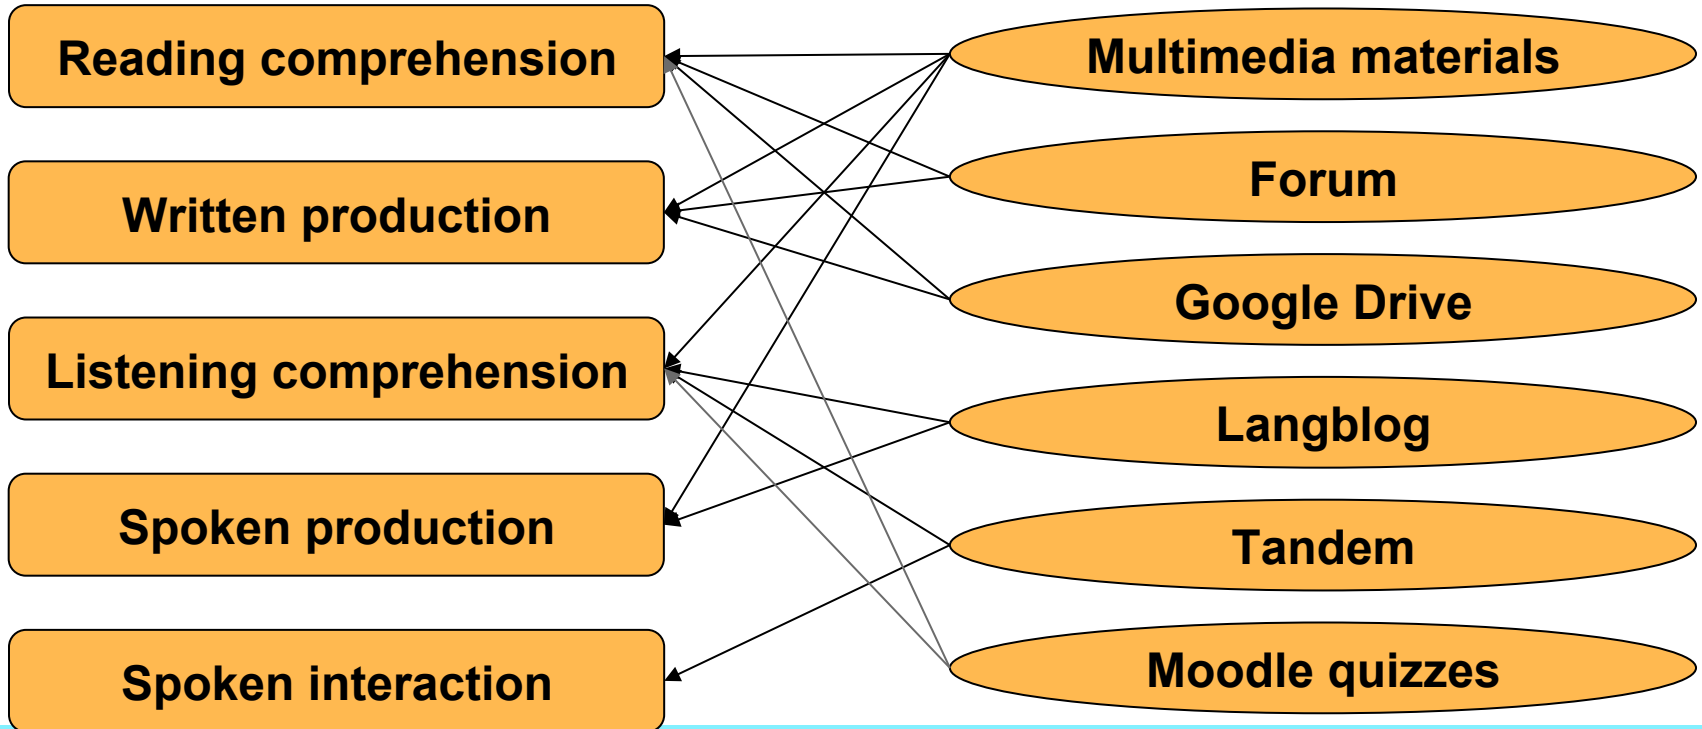 Reading comprehension
Written production
Listening comprehension
Spoken production
Spoken interaction
Multimedia materials
Forum
Google Drive
Langblog
Tandem
Moodle quizzes